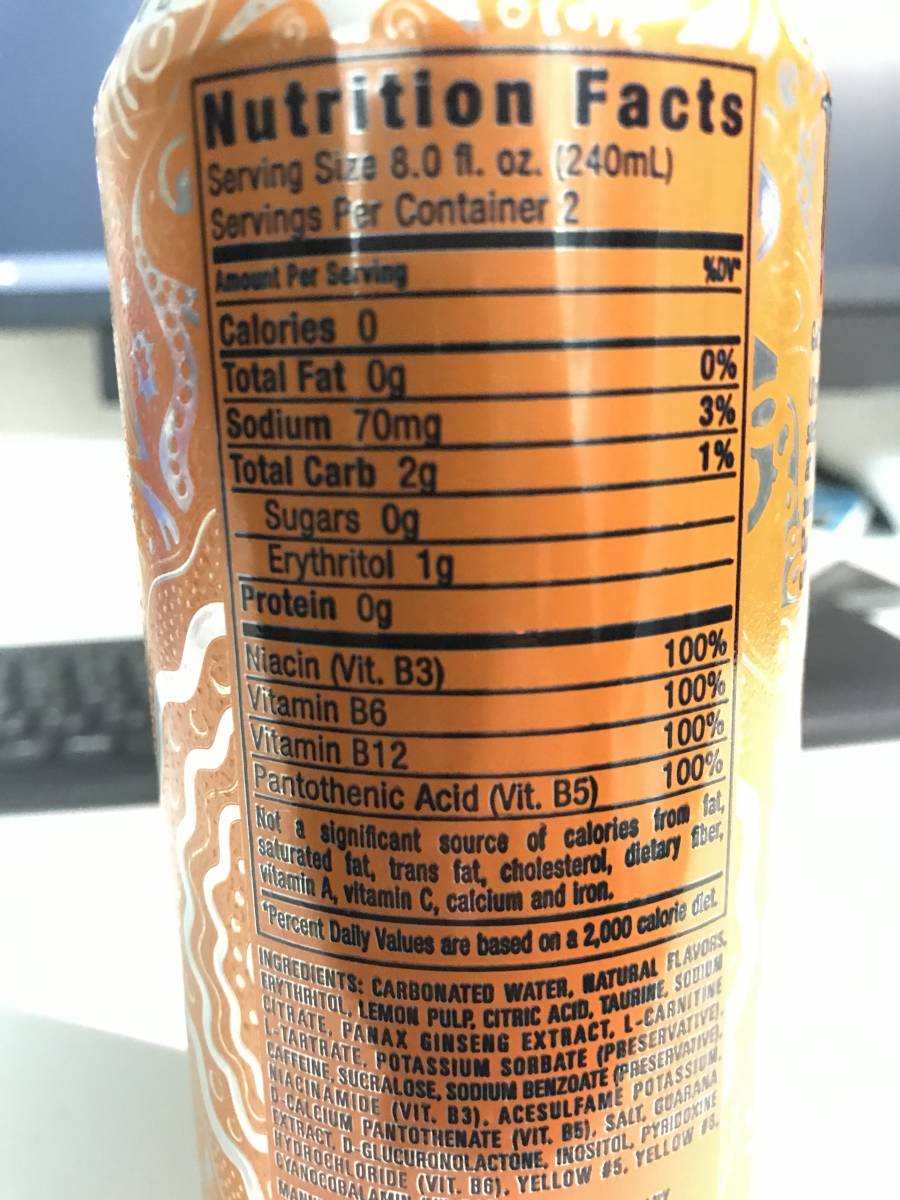 Nutrition Facts
Serving Size 8.0 fl. oz. (240mL)
Servings Per Container 2
Amount Per Serving %DV*
Calories 0
Total Fat 0g 0%
Sodium 70mg 3%
Total Carb 2g 1%
Sugars 0g
Erythritol 1g
Protein 0g
Niacin (Vit. B3) 100%
Vitamin B6 100%
Vitamin B12 100%
Pantothenic Acid (Vit. B5) 100%
Not a significant source of calories from fat,
saturated fat, trans fat, cholesterol, dietary fiber,
vitamin A, vitamin C, calcium and iron.
*Percent Daily Values are based on a 2,000 calorie diet.
INGREDIENTS: CARBONATED WATER, NATURAL FLAVORS,
ERYTHRITOL, LEMON PULP, CITRIC ACID, TAURINE, SODIUM
CITRATE, PANAX GINSENG EXTRACT, L-CARNITINE
L-TARTRATE, POTASSIUM SORBATE (PRESERVATIVE),
CAFFEINE, SUCRALOSE, SODIUM BENZOATE (PRESERVATIVE),
NIACINAMIDE (VIT. B3), ACESULFAME POTASSIUM,
D-CALCIUM PANTOTHENATE (VIT. B5), SALT, GUARANA
EXTRACT, D-GLUCURONOLACTONE, INOSITOL, PYRIDOXINE
HYDROCHLORIDE (VIT. B6), YELLOW #5, YELLOW #6,
CYANOCOBALAMIN